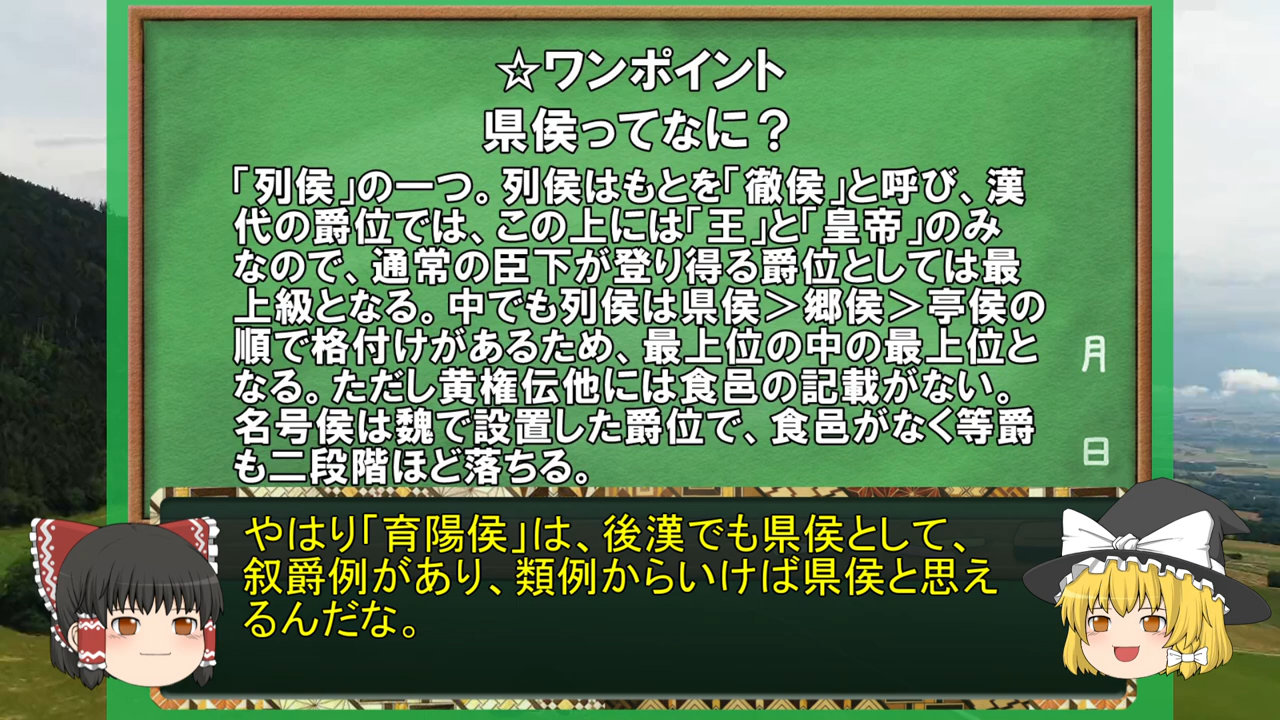 ☆ワンポイント
県侯ってなに？
「列侯」の一つ。列侯はもとを「徹侯」と呼び、漢
代の爵位では、この上には「王」と「皇帝」のみ
なので、通常の臣下が登り得る爵位としては最
上級となる。中でも列侯は県侯＞郷侯＞亭侯の
順で格付けがあるため、最上位の中の最上位と
なる。ただし黄権伝他には食邑の記載がない。
名号侯は魏で設置した爵位で、食邑がなく等爵
も二段階ほど落ちる。
月
日
やはり「育陽侯」は、後漢でも県侯として、
叙爵例があり、類例からいけば県侯と思え
るんだな。